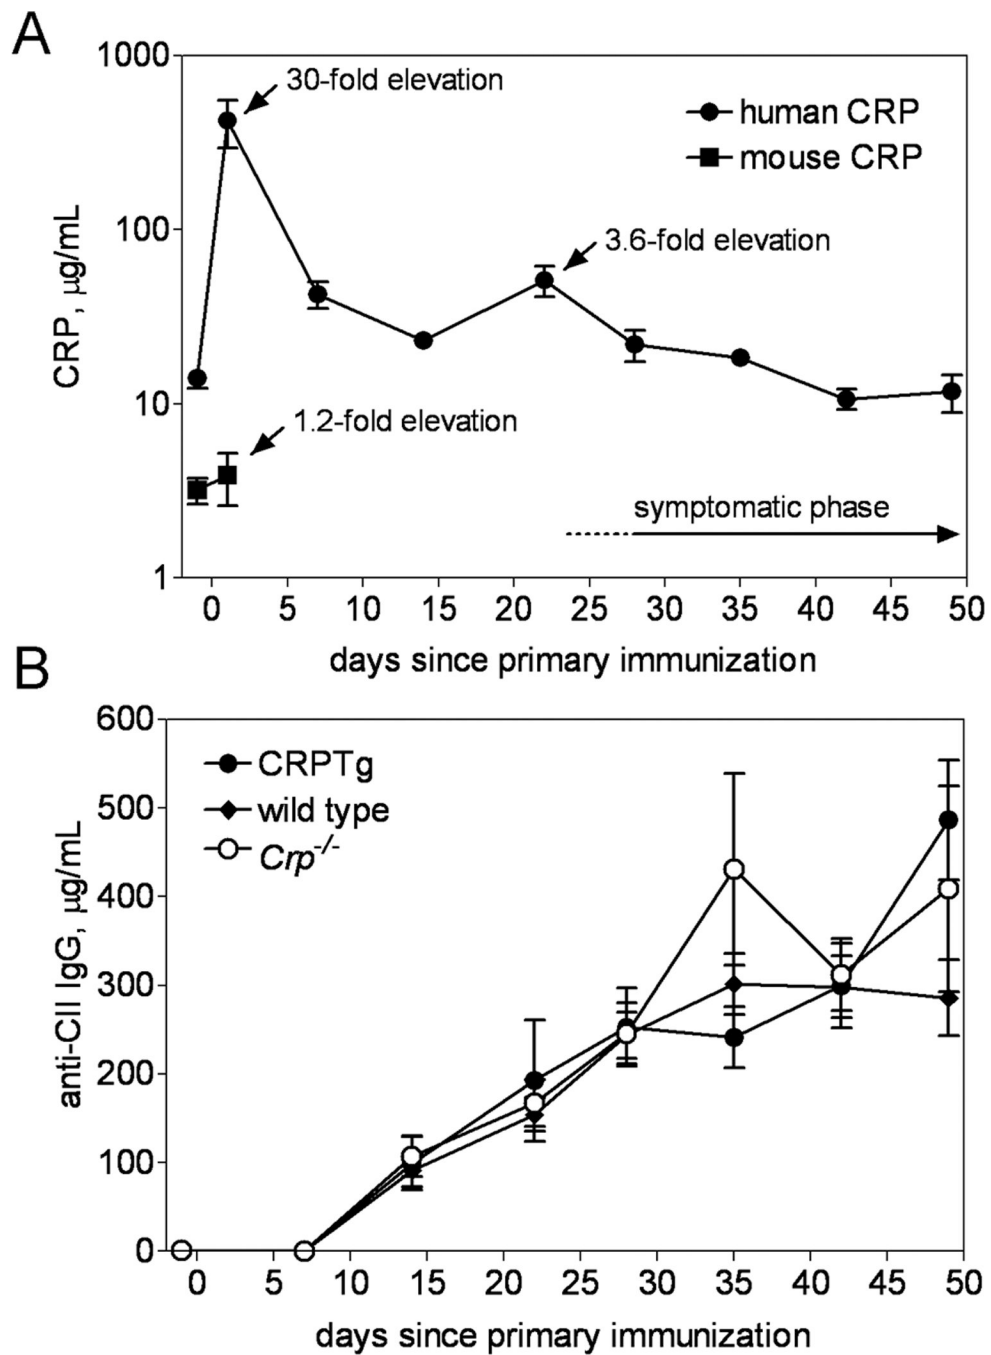 A
1000
30-fold elevation
human CRP
mouse CRP
100
3.6-fold elevation
CRP, µg/mL
10
1.2-fold elevation
symptomatic phase
1
0 5 10 15 20 25 30 35 40 45 50
days since primary immunization
B
600
CRPTg
500
wild type
Crp-/-
400
anti-CII IgG, µg/mL
300
200
100
0
0 5 10 15 20 25 30 35 40 45 50
days since primary immunization